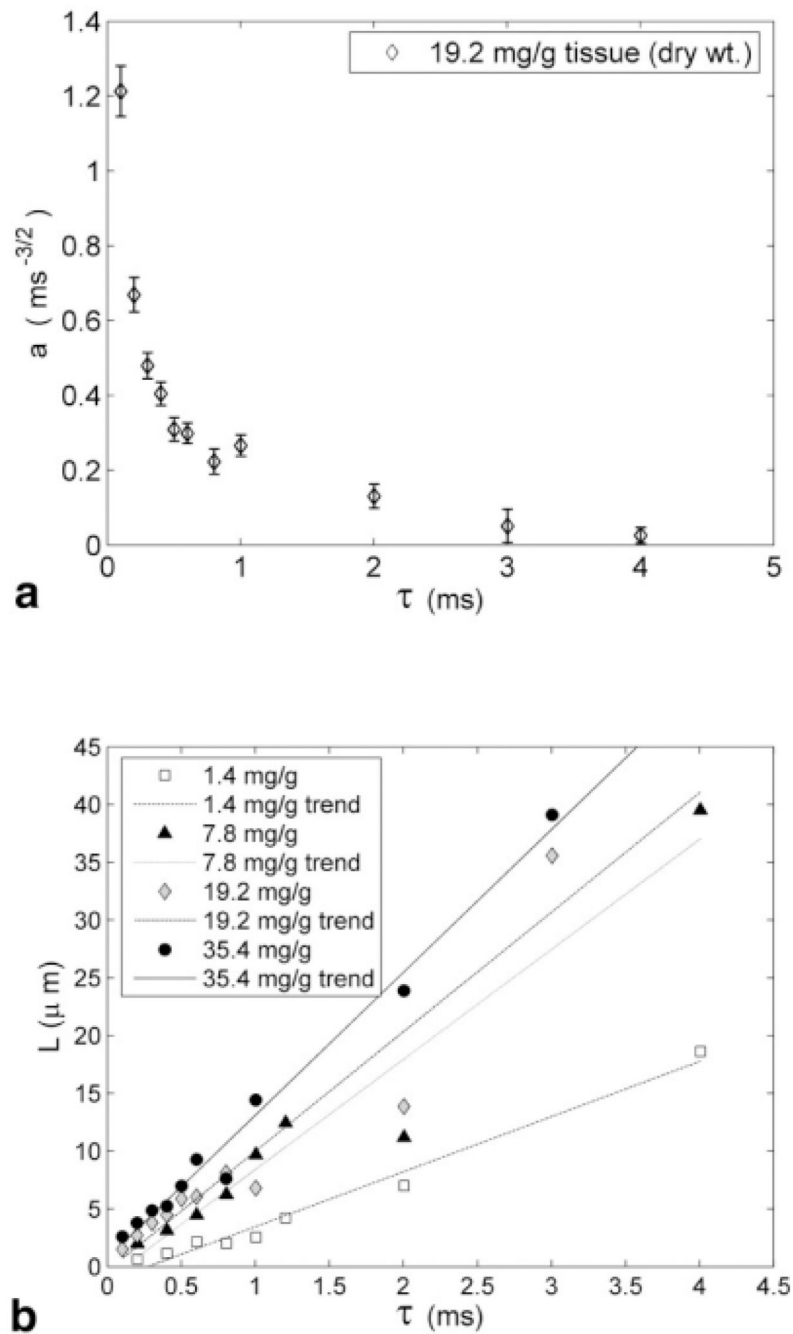 1.4
19.2 mg/g tissue (dry wt.)
1.2
1
0.8
0.6
0.4
0.2
0
a ( ms-3/2)
0 1 2 3 4 5
τ (ms)
a
45
40
35
30
25
20
15
10
5
0
L (μ m)
1.4 mg/g
1.4 mg/g trend
7.8 mg/g
7.8 mg/g trend
19.2 mg/g
19.2 mg/g trend
35.4 mg/g
35.4 mg/g trend
0 0.5 1 1.5 2 2.5 3 3.5 4 4.5
τ (ms)
b